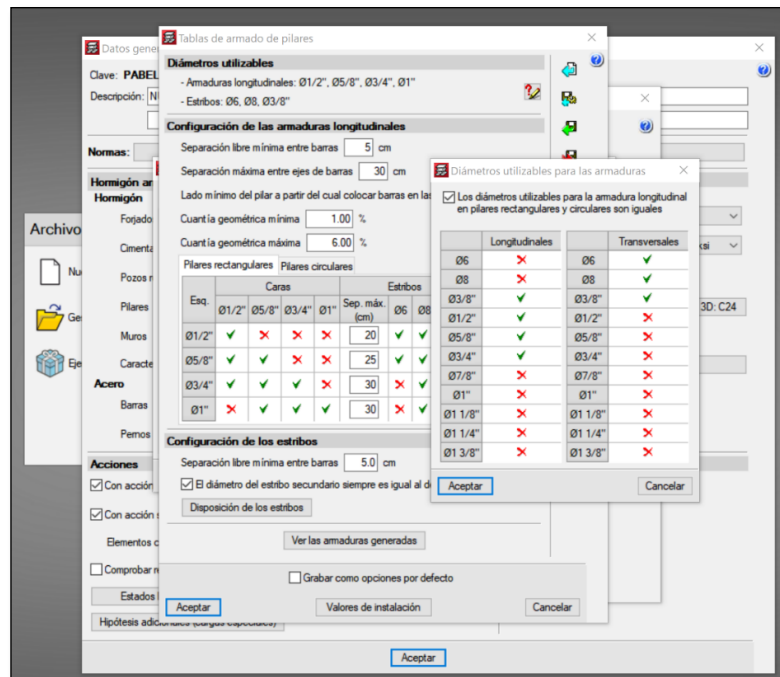 Tablas de armado de pilares
Datos gene
Clave: PABEL
Descripción: N
Normas:
Hormigón ar
Hormigón
Forjado
Cimenta
Pozos r
Pilares
Muros
Caracte
Acero
Barras
Pernos
Acciones
Con acción
Con acción s
Elementos c
Comprobar r
Estados l
Hipótesis adicionales (cargas especiales)
Aceptar
Archivo
Nu
Ge
Eje
ksi
3D: C24
Diámetros utilizables
- Armaduras longitudinales: Ø1/2", Ø5/8", Ø3/4", Ø1"
- Estribos: Ø6, Ø8, Ø3/8"
Configuración de las armaduras longitudinales
Separación libre mínima entre barras 5 cm
Separación máxima entre ejes de barras 30 cm
Lado mínimo del pilar a partir del cual colocar barras en las
Cuantía geométrica mínima 1.00 %
Cuantía geométrica máxima 6.00 %
Pilares rectangulares Pilares circulares
Caras Estribos
Esq. Ø1/2" Ø5/8" Ø3/4" Ø1" Sep. máx. (cm) Ø6 Ø8
Ø1/2" ✓ ✗ ✗ ✗ 20 ✓ ✓
Ø5/8" ✓ ✓ ✗ ✗ 25 ✓ ✓
Ø3/4" ✓ ✓ ✓ ✗ 30 ✗ ✓
Ø1" ✗ ✓ ✓ ✓ 30 ✗ ✓
Configuración de los estribos
Separación libre mínima entre barras 5.0 cm
El diámetro del estribo secundario siempre es igual al de
Disposición de los estribos
Ver las armaduras generadas
Grabar como opciones por defecto
Aceptar Valores de instalación Cancelar
Diámetros utilizables para las armaduras
Los diámetros utilizables para la armadura longitudinal
en pilares rectangulares y circulares son iguales
Longitudinales Transversales
Ø6 ✗ Ø6 ✓
Ø8 ✗ Ø8 ✓
Ø3/8" ✓ Ø3/8" ✓
Ø1/2" ✓ Ø1/2" ✗
Ø5/8" ✓ Ø5/8" ✗
Ø3/4" ✓ Ø3/4" ✗
Ø7/8" ✗ Ø7/8" ✗
Ø1" ✗ Ø1" ✗
Ø1 1/8" ✗ Ø1 1/8" ✗
Ø1 1/4" ✗ Ø1 1/4" ✗
Ø1 3/8" ✗ Ø1 3/8" ✗
Aceptar Cancelar